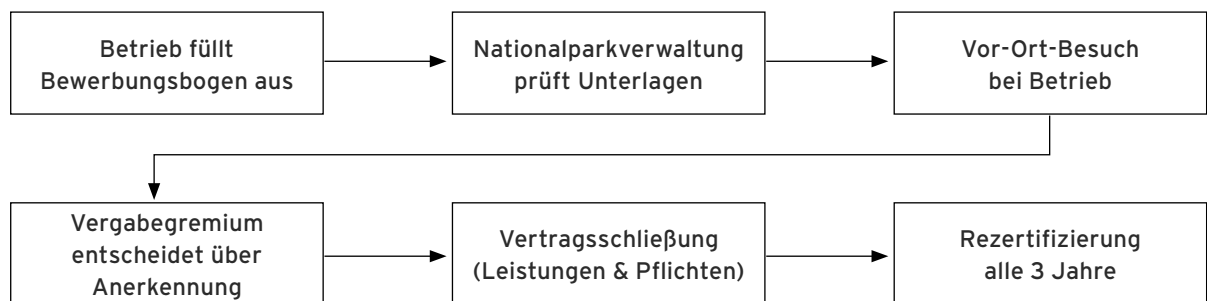 Betrieb füllt
Bewerbungsbogen aus
Nationalparkverwaltung
prüft Unterlagen
Vor-Ort-Besuch
bei Betrieb
Vergabegremium
entscheidet über
Anerkennung
Vertragsschließung
(Leistungen & Pflichten)
Rezertifizierung
alle 3 Jahre